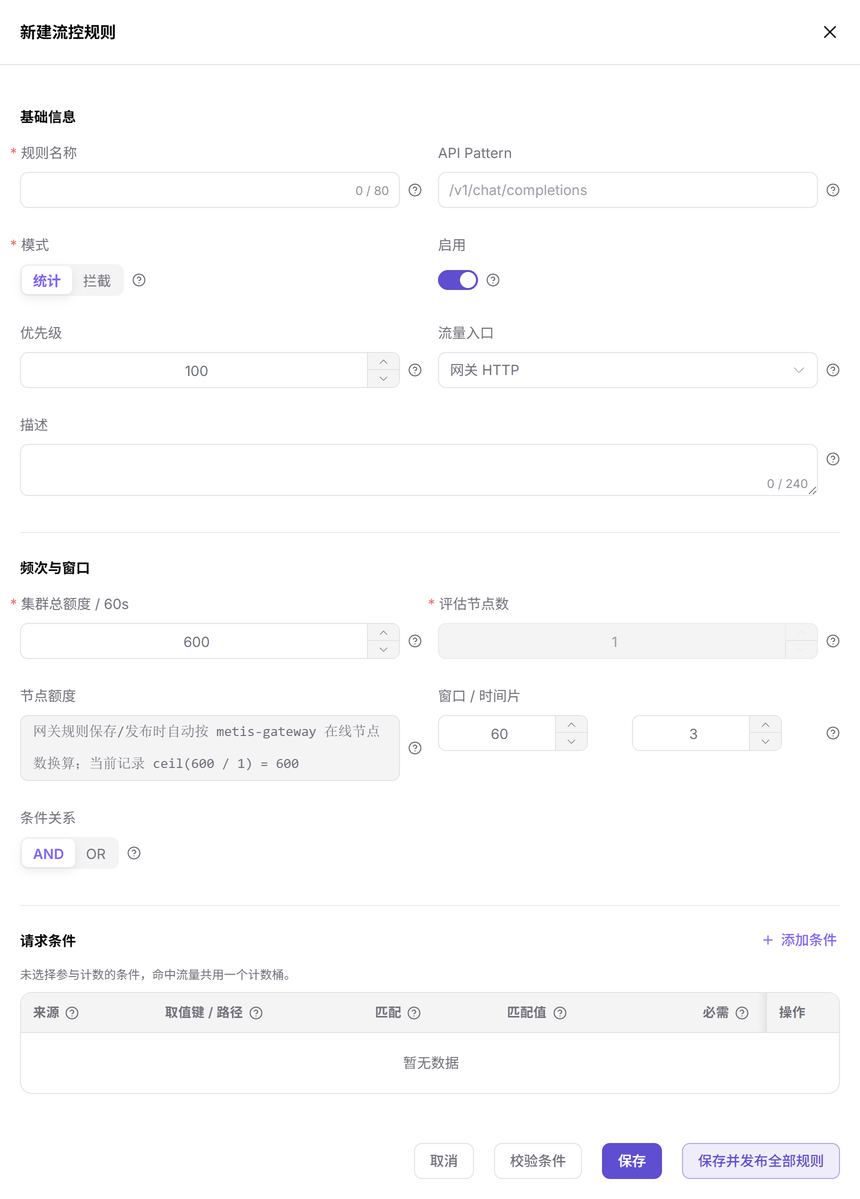 新建流控规则
基础信息
* 规则名称
API Pattern
0 / 80
/v1/chat/completions
* 模式
启用
统计 拦截
优先级
流量入口
100
网关 HTTP
描述
0 / 240
频次与窗口
* 集群总额度 / 60s
* 评估节点数
600
1
节点额度
窗口 / 时间片
网关规则保存/发布时自动按 metis-gateway 在线节点
数换算；当前记录 ceil(600 / 1) = 600
60
3
条件关系
AND OR
请求条件
+ 添加条件
未选择参与计数的条件，命中流量共用一个计数桶。
来源 取值键 / 路径 匹配 匹配值 必需 操作
暂无数据
取消 校验条件 保存 保存并发布全部规则